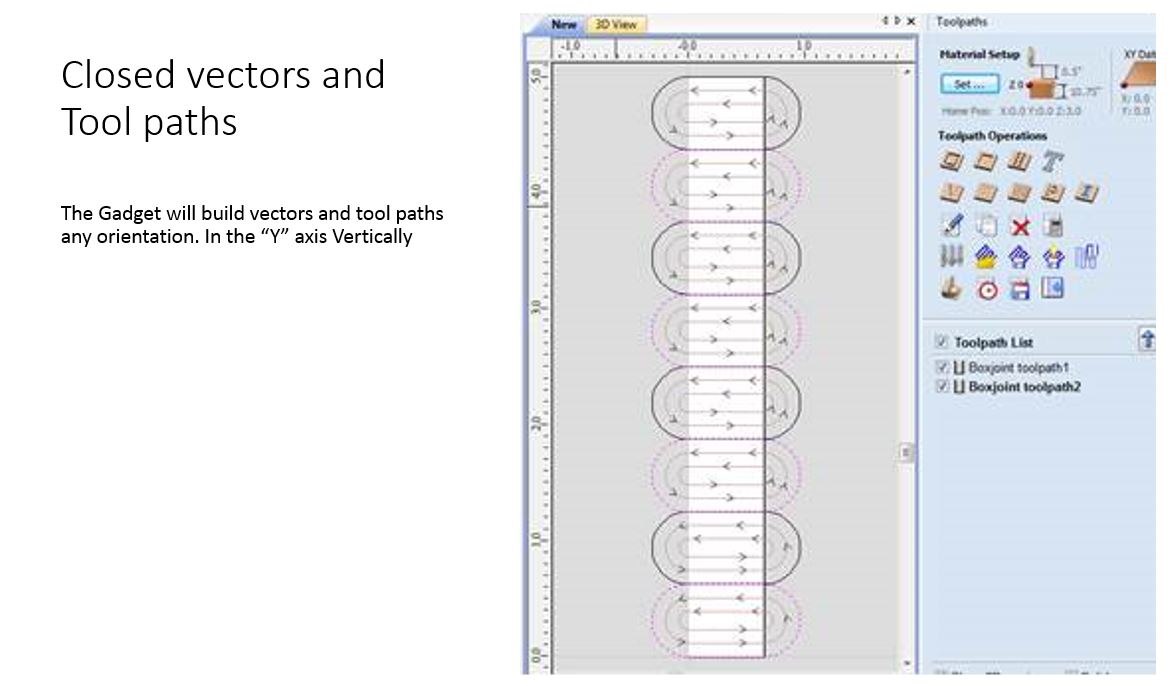 Closed vectors and
Tool paths
The Gadget will build vectors and tool paths
any orientation. In the “Y” axis Vertically
New
3D View
-1.0
-0.0
1.0
5.0
4.0
3.0
2.0
1.0
0.0
Toolpaths
Material Setup
XY Dat
Set ...
Z 0
0.5"
0.75"
Home Pos: X:0.0 Y:0.0 Z:3.0
X: 0.0
Y: 0.0
Toolpath Operations
Toolpath List
Boxjoint toolpath1
Boxjoint toolpath2